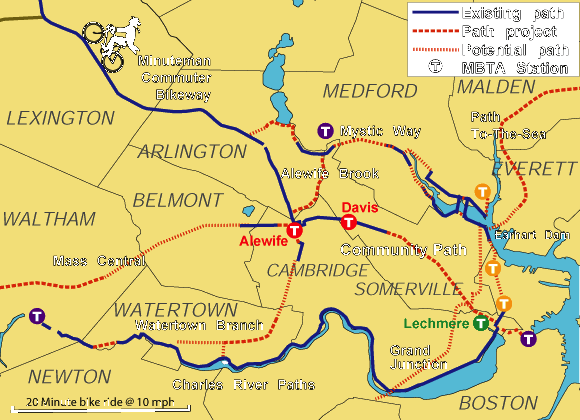 Existing path
Path project
Potential path
T MBTA Station
Minuteman
Commuter
Bikeway
MEDFORD
MALDEN
LEXINGTON
Path
To-The-Sea
T
Mystic Way
ARLINGTON
EVERETT
Alewife Brook
T
BELMONT
Davis
T
WALTHAM
T
Alewife
Earhart Dam
Community Path
Mass Central
T
CAMBRIDGE
SOMERVILLE
T
WATERTOWN
T
Watertown Branch
Lechmere
T
T
Grand
Junction
NEWTON
Charles River Paths
20 Minute bike ride @ 10 mph
BOSTON